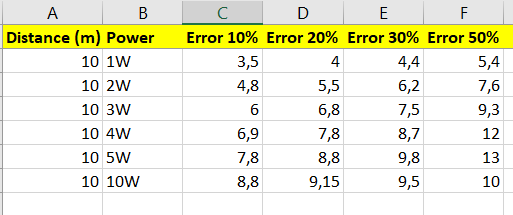 A B C D E F
Distance (m) Power Error 10% Error 20% Error 30% Error 50%
10 1W 3,5 4 4,4 5,4
10 2W 4,8 5,5 6,2 7,6
10 3W 6 6,8 7,5 9,3
10 4W 6,9 7,8 8,7 12
10 5W 7,8 8,8 9,8 13
10 10W 8,8 9,15 9,5 10